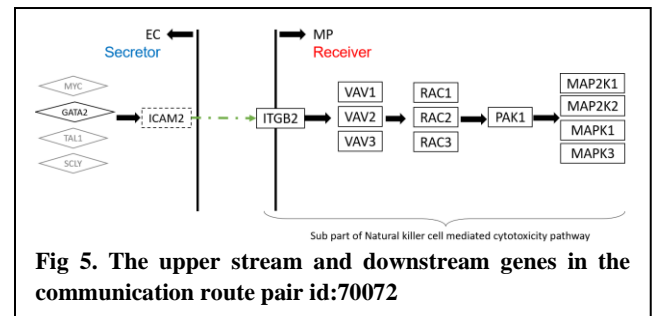 EC
MP
Secretor
Receiver
MYC
GATA2
TAL1
SCLY
ICAM2
ITGB2
VAV1
VAV2
VAV3
RAC1
RAC2
RAC3
PAK1
MAP2K1
MAP2K2
MAPK1
MAPK3
Sub part of Natural killer cell mediated cytotoxicity pathway
Fig 5. The upper stream and downstream genes in the
communication route pair id:70072